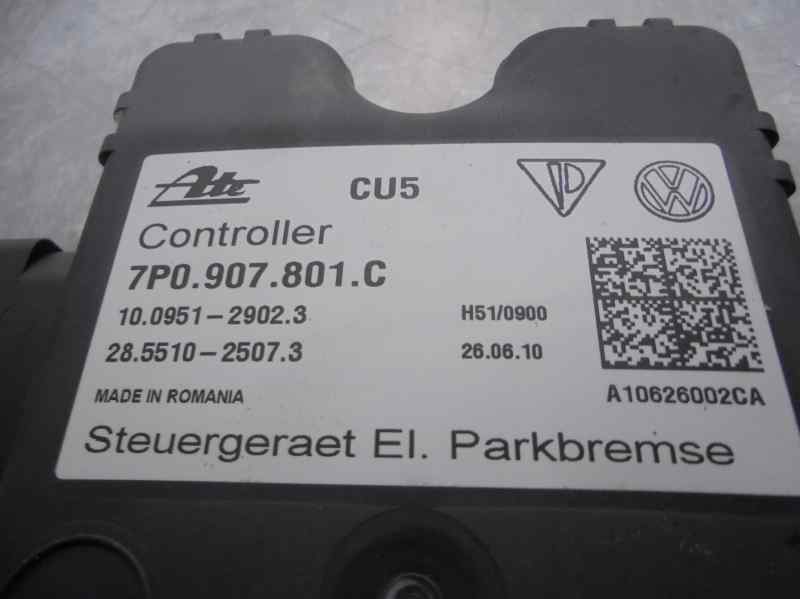 Ate CU5
Controller
7P0.907.801.C
10.0951-2902.3 H51/0900
28.5510-2507.3 26.06.10
MADE IN ROMANIA A10626002CA
Steuergeraet El. Parkbremse